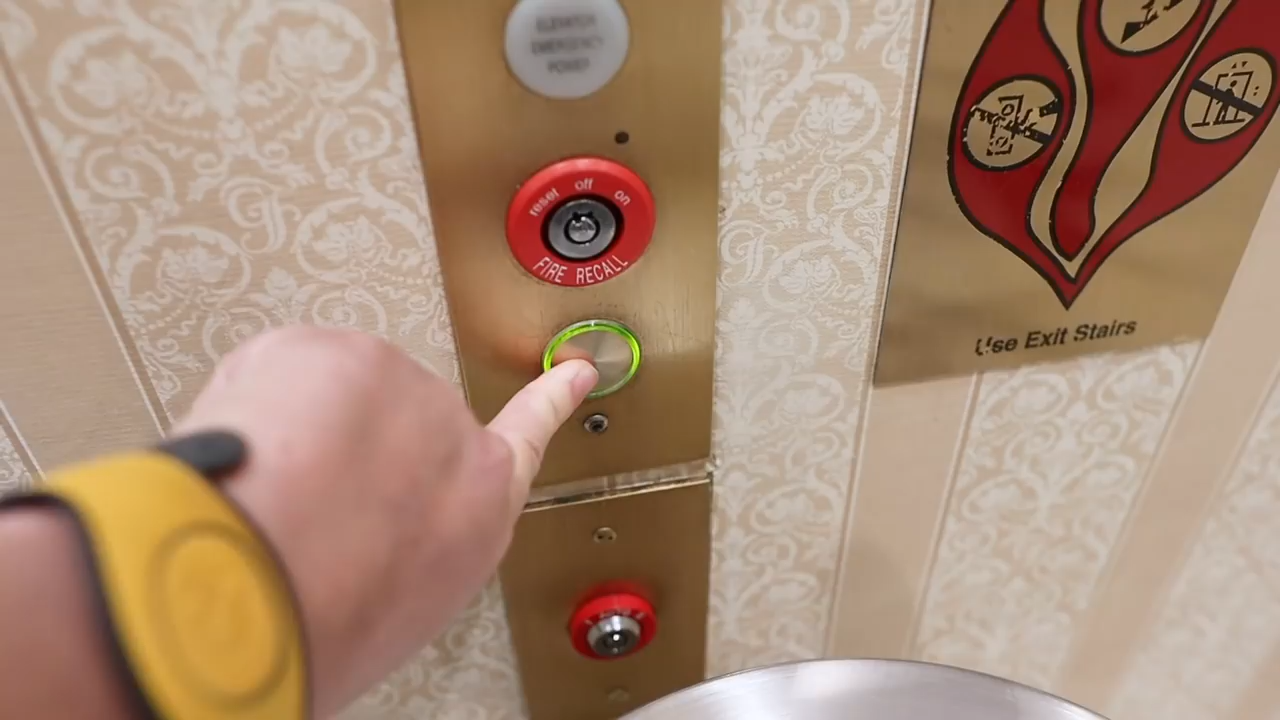 ELEVATOR
EMERGENCY
POWER
reset off on
FIRE RECALL
Use Exit Stairs